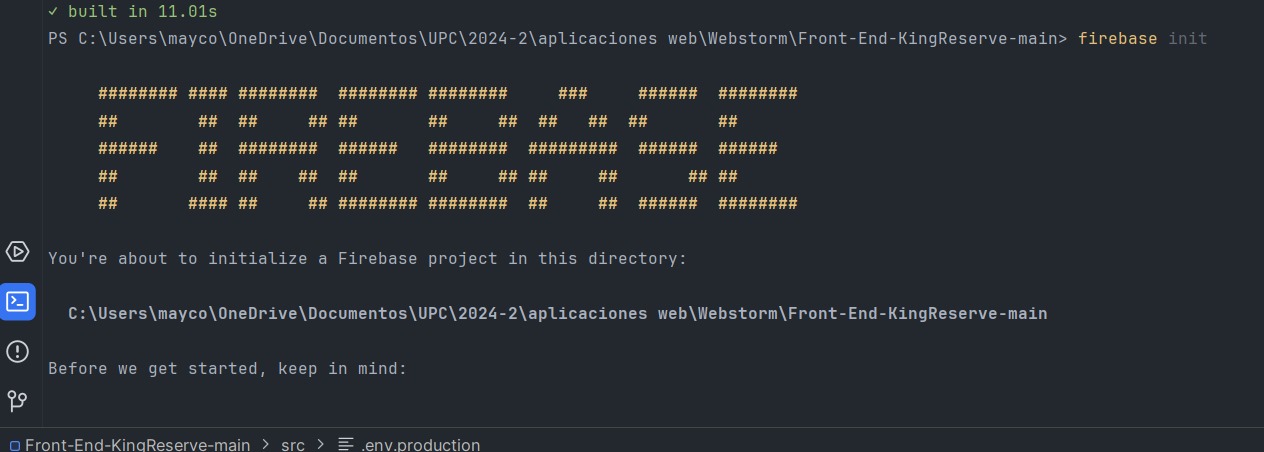 ✓ built in 11.01s
PS C:\Users\mayco\OneDrive\Documentos\UPC\2024-2\aplicaciones web\Webstorm\Front-End-KingReserve-main> firebase init
     ######## #### ########  ######## ########     ###     ######  ########
     ##        ##  ##     ## ##       ##     ##  ##   ##  ##       ##
     ######    ##  ########  ######   ########  #########  ######  ######
     ##        ##  ##    ##  ##       ##     ## ##     ##       ## ##
     ##       #### ##     ## ######## ########  ##     ##  ######  ########
You're about to initialize a Firebase project in this directory:
C:\Users\mayco\OneDrive\Documentos\UPC\2024-2\aplicaciones web\Webstorm\Front-End-KingReserve-main
Before we get started, keep in mind:
Front-End-KingReserve-main > src > .env.production